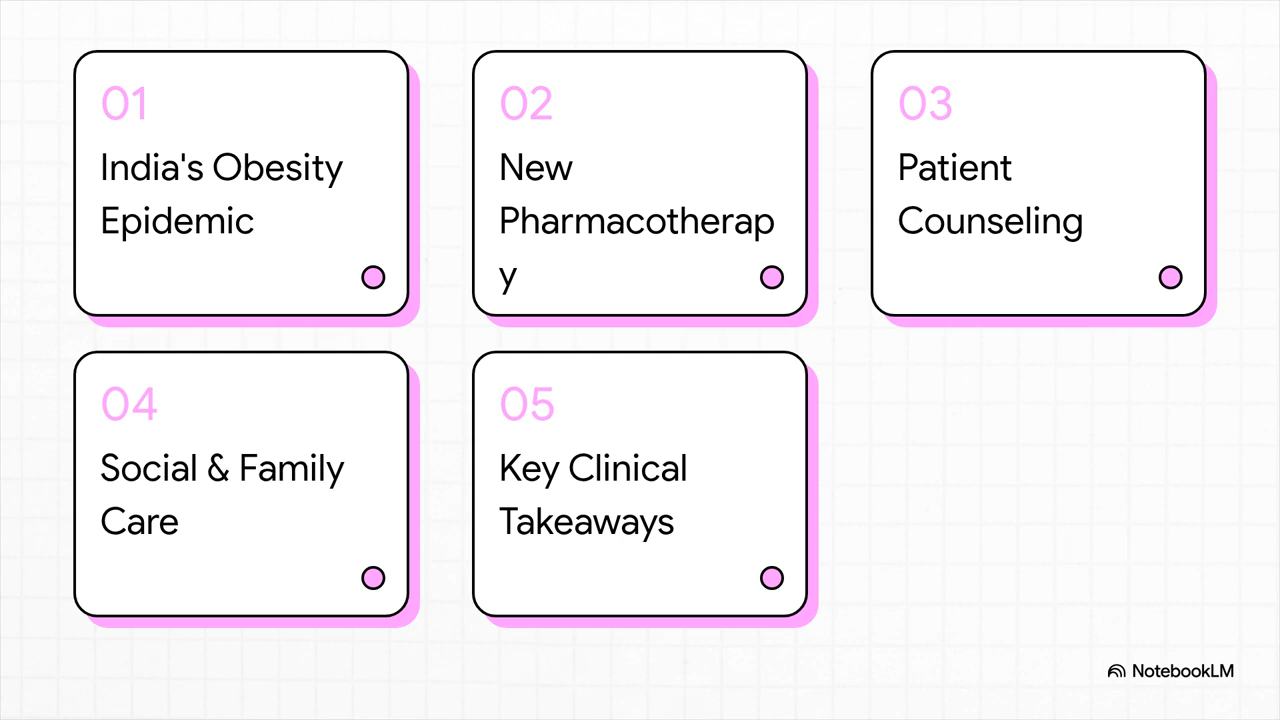 01
India's Obesity
Epidemic
02
New
Pharmacotherap
y
03
Patient
Counseling
04
Social & Family
Care
05
Key Clinical
Takeaways
NotebookLM